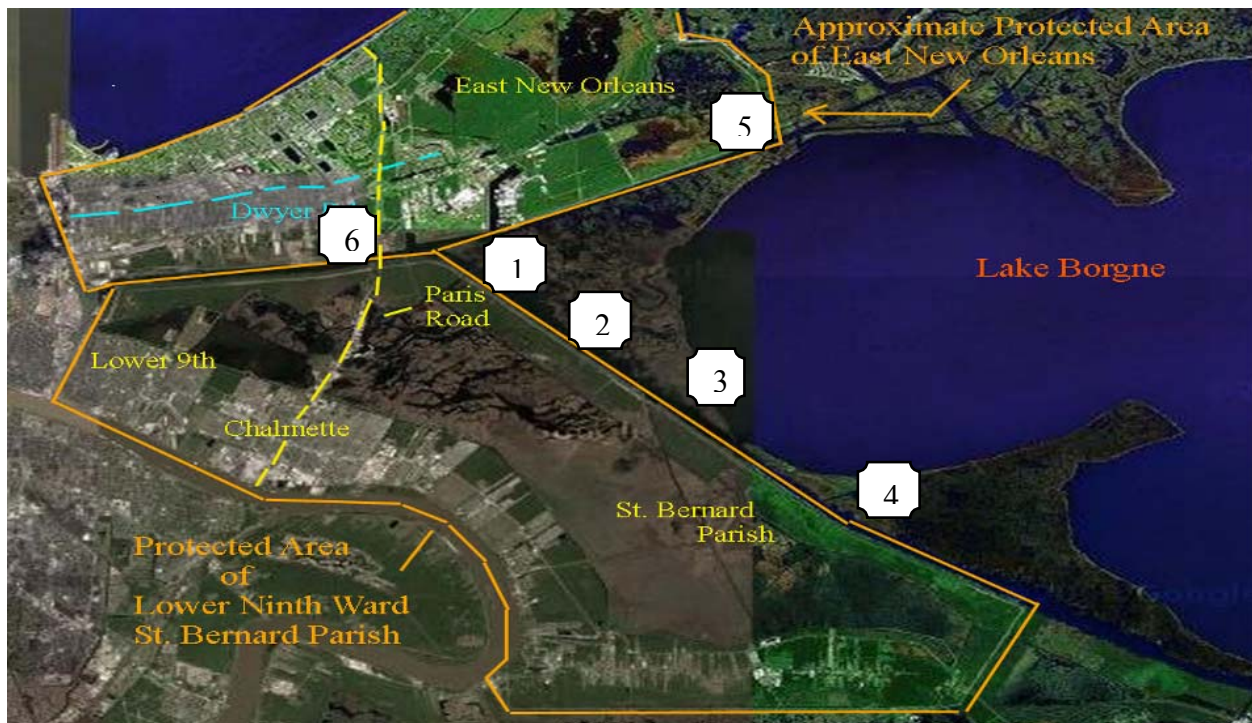 Approximate Protected Area
of East New Orleans
East New Orleans
5
Dwyer
6
1
Lake Borgne
Paris
Road
2
Lower 9th
3
Chalmette
4
St. Bernard
Parish
Protected Area
of
Lower Ninth Ward
St. Bernard Parish